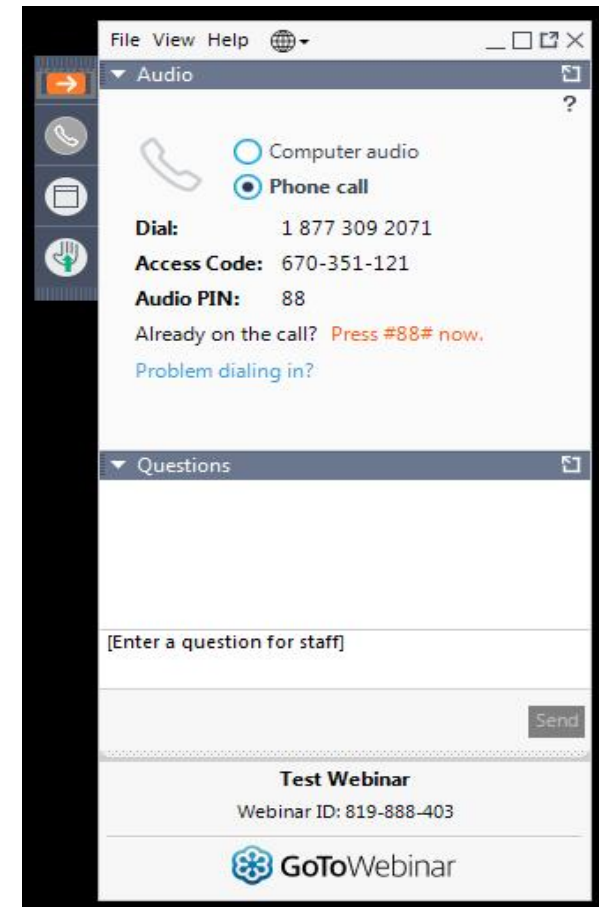 File View Help
Audio
?
Computer audio
Phone call
Dial: 1 877 309 2071
Access Code: 670-351-121
Audio PIN: 88
Already on the call? Press #88# now.
Problem dialing in?
Questions
[Enter a question for staff]
Send
Test Webinar
Webinar ID: 819-888-403
GoToWebinar